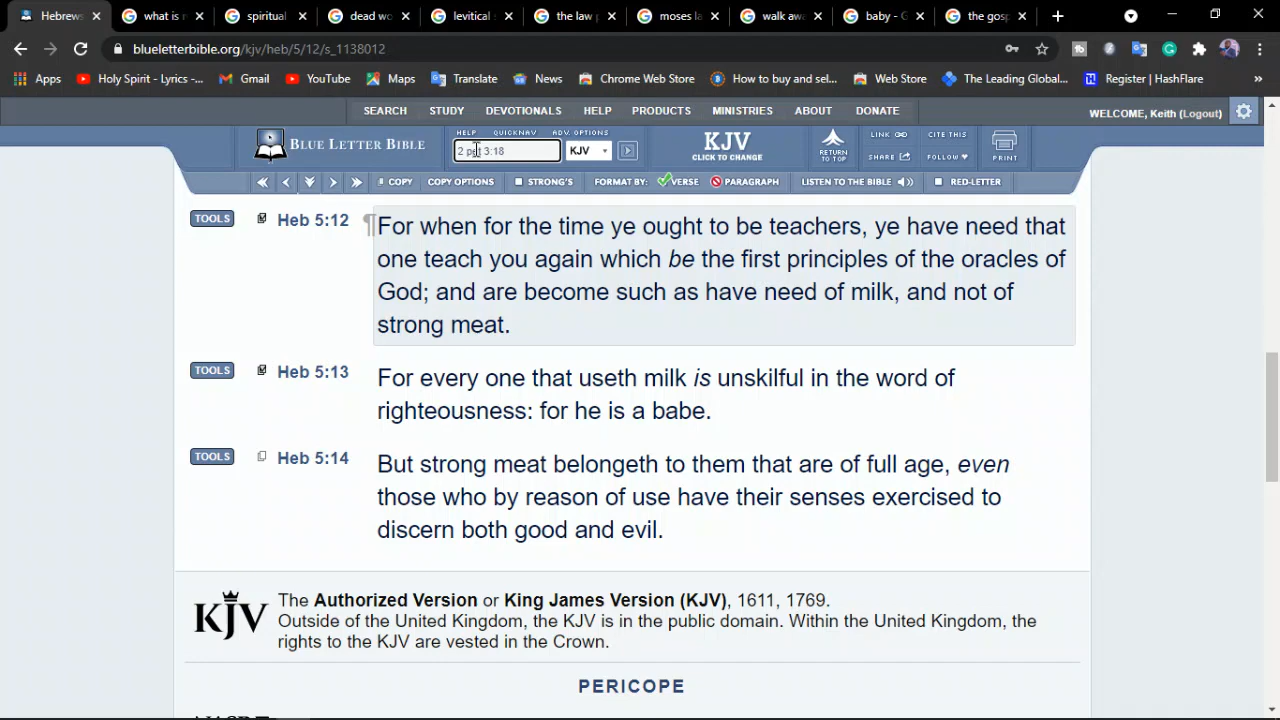 Hebrews
what is r
spiritual
dead wo
levitical
the law p
moses la
walk awa
baby - G
the gosp
blueletterbible.org/kjv/heb/5/12/s_1138012
Apps
Holy Spirit - Lyrics -...
Gmail
YouTube
Maps
Translate
News
Chrome Web Store
How to buy and sel...
Web Store
The Leading Global...
Register | HashFlare
»
SEARCH STUDY DEVOTIONALS HELP PRODUCTS MINISTRIES ABOUT DONATE
WELCOME, Keith (Logout)
BLUE LETTER BIBLE
HELP QUICKNAV ADV. OPTIONS
3:18
KJV
KJV
CLICK TO CHANGE
RETURN
TO TOP
LINK
CITE THIS
SHARE
FOLLOW
PRINT
COPY COPY OPTIONS STRONG'S FORMAT BY: VERSE PARAGRAPH LISTEN TO THE BIBLE RED-LETTER
TOOLS Heb 5:12 ¶For when for the time ye ought to be teachers, ye have need that
one teach you again which be the first principles of the oracles of
God; and are become such as have need of milk, and not of
strong meat.
TOOLS Heb 5:13 For every one that useth milk is unskilful in the word of
righteousness: for he is a babe.
TOOLS Heb 5:14 But strong meat belongeth to them that are of full age, even
those who by reason of use have their senses exercised to
discern both good and evil.
KJV
The Authorized Version or King James Version (KJV), 1611, 1769.
Outside of the United Kingdom, the KJV is in the public domain. Within the United Kingdom, the
rights to the KJV are vested in the Crown.
PERICOPE